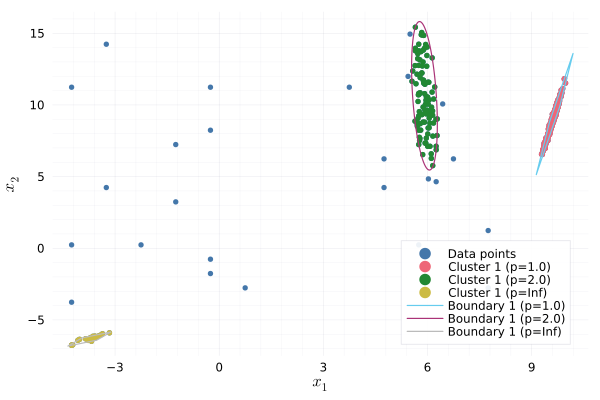 15
10
5
0
−5
x₂
−3
0
3
6
9
x₁
Data points
Cluster 1 (p=1.0)
Cluster 1 (p=2.0)
Cluster 1 (p=Inf)
Boundary 1 (p=1.0)
Boundary 1 (p=2.0)
Boundary 1 (p=Inf)